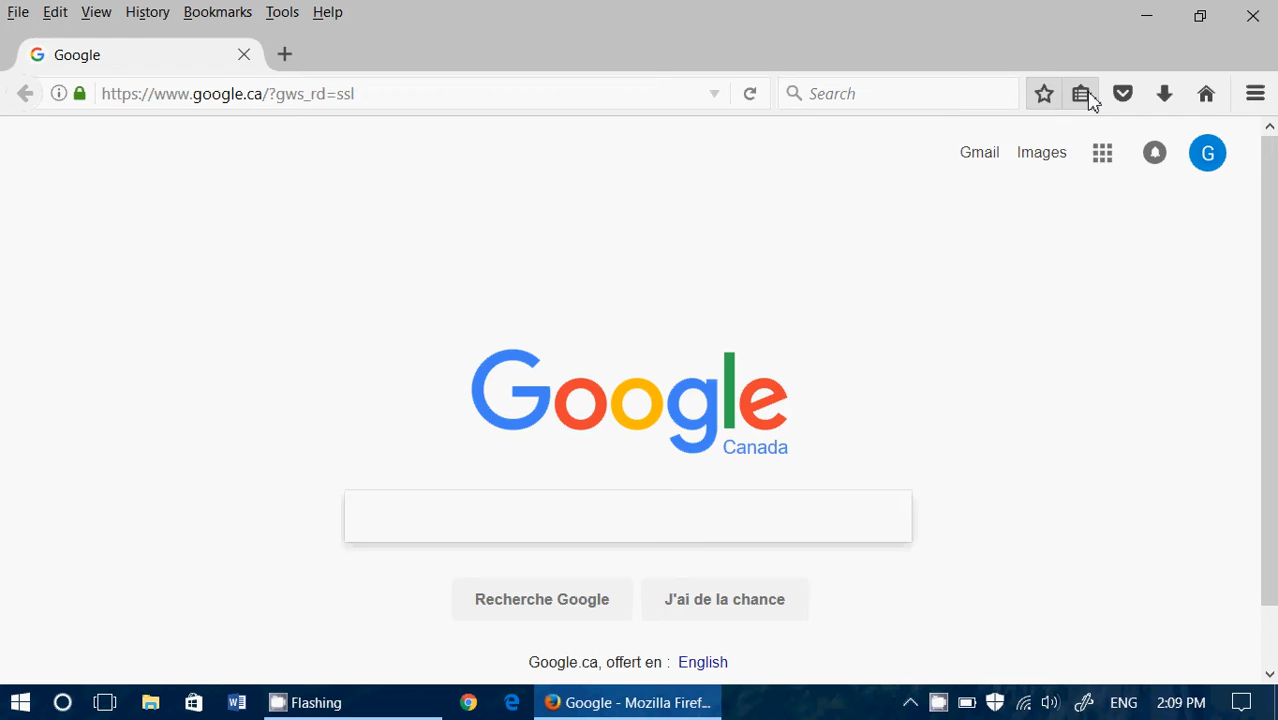 File Edit View History Bookmarks Tools Help
Google
https://www.google.ca/?gws_rd=ssl
Search
Gmail Images
G
Google
Canada
Recherche Google
J'ai de la chance
Google.ca, offert en : English
Flashing
Google - Mozilla Firef...
ENG
2:09 PM